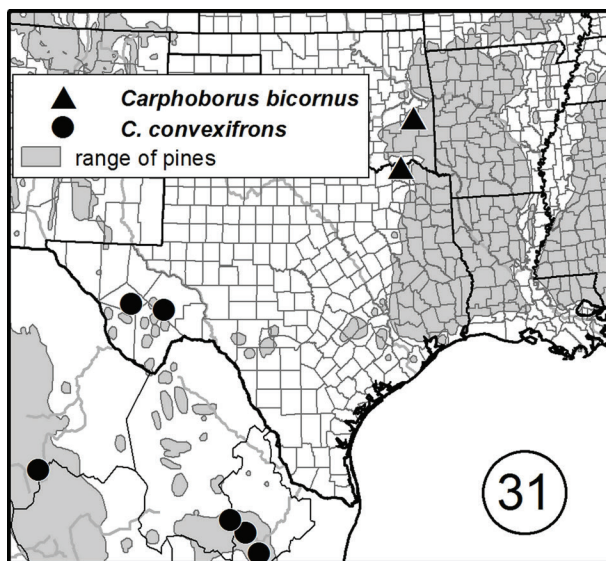 Carphoborus bicornus
C. convexifrons
range of pines
31